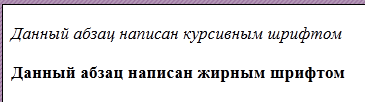 Данный абзац написан курсивным шрифтом
Данный абзац написан жирным шрифтом